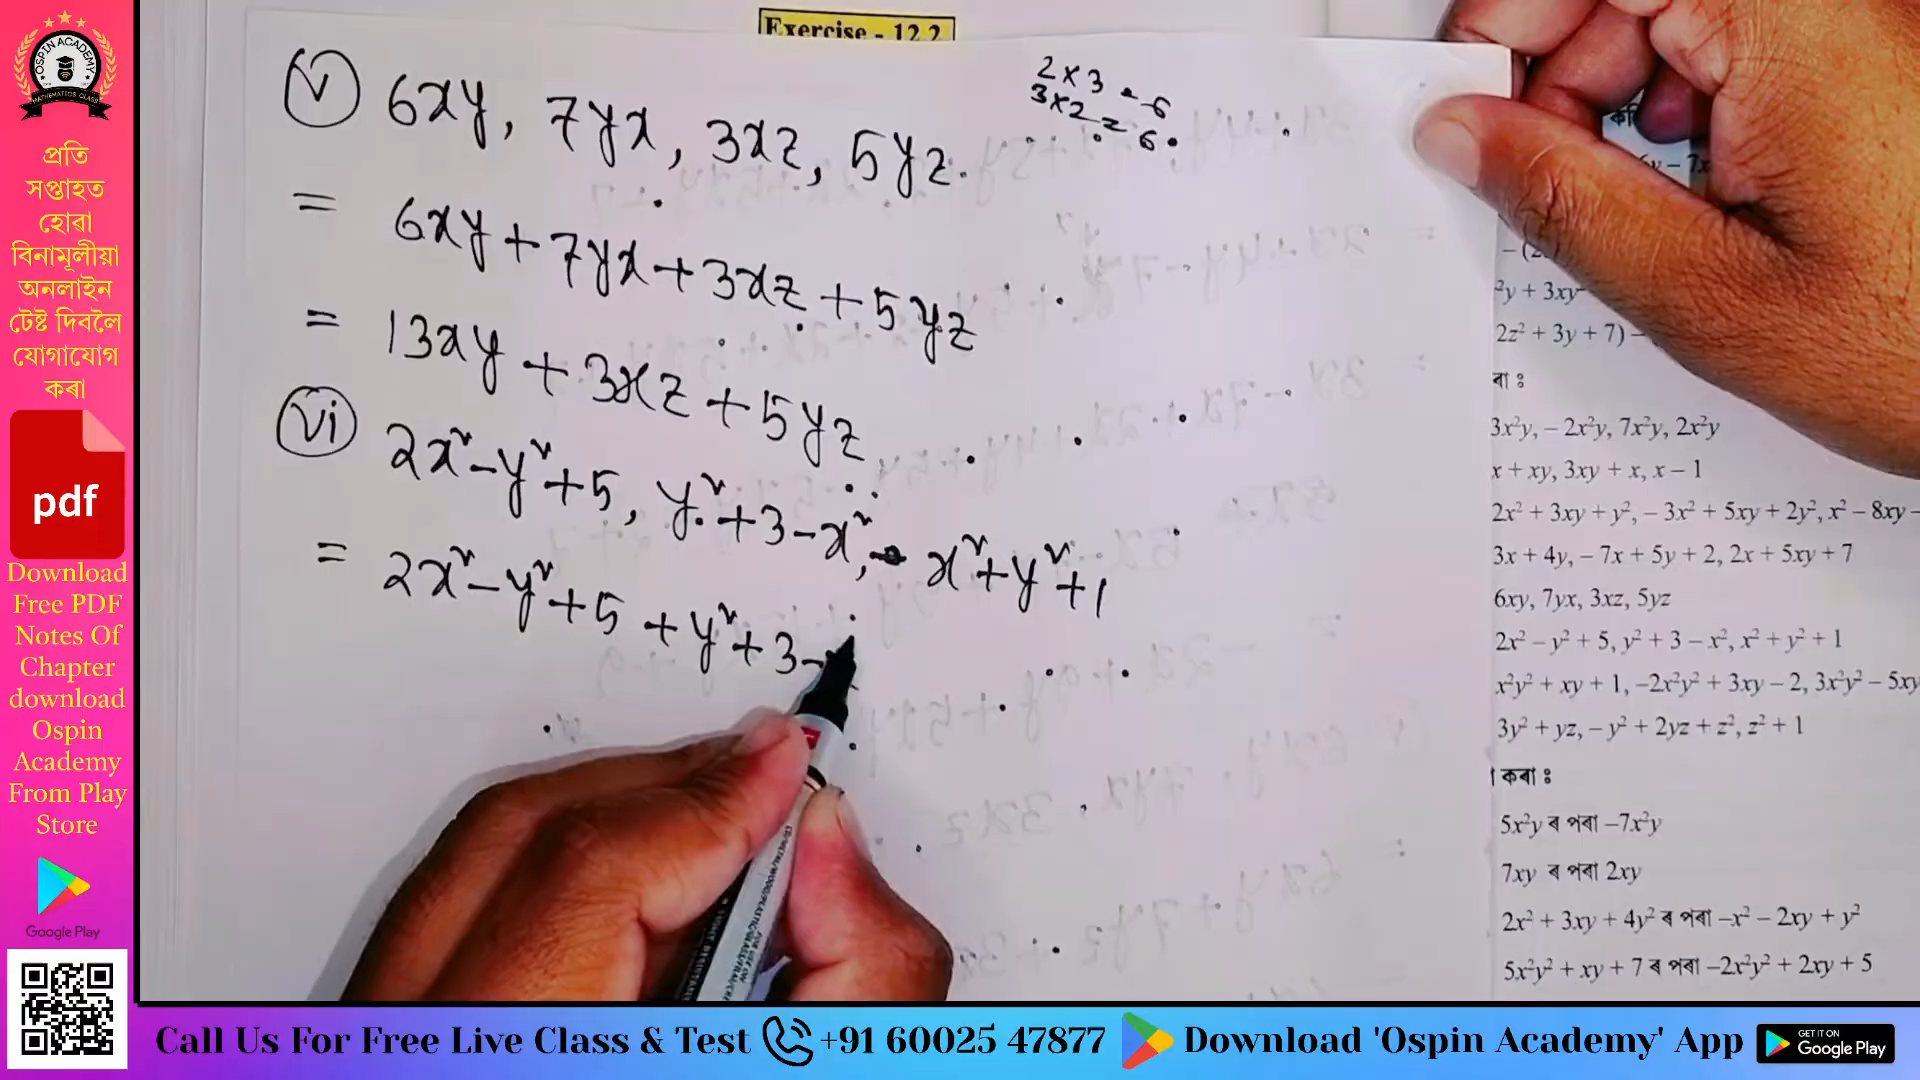 OSPIN ACADEMY
MATHEMATICS CLASS
প্ৰতি
সপ্তাহত
হোৱা
বিনামূলীয়া
অনলাইন
টেষ্ট দিবলৈ
যোগাযোগ
কৰা
pdf
Download
Free PDF
Notes Of
Chapter
download
Ospin
Academy
From Play
Store
Google Play
Exercise - 12.2
2 x 3 = 6
3 x 2 = 6
(v) 6xy, 7yx, 3xz, 5yz.
= 6xy + 7yx + 3xz + 5yz
= 13xy + 3xz + 5yz
(vi) 2x² - y² + 5, y² + 3 - x², x² + y² + 1
= 2x² - y² + 5 + y² + 3 -
²y + 3xy
2z² + 3y + 7) –
ৰা ঃ
3x²y, – 2x²y, 7x²y, 2x²y
x + xy, 3xy + x, x – 1
2x² + 3xy + y², – 3x² + 5xy + 2y², x² – 8xy –
3x + 4y, – 7x + 5y + 2, 2x + 5xy + 7
6xy, 7yx, 3xz, 5yz
2x² – y² + 5, y² + 3 – x², x² + y² + 1
x²y² + xy + 1, –2x²y² + 3xy – 2, 3x²y² – 5xy
3y² + yz, – y² + 2yz + z², z² + 1
কৰা ঃ
5x²y ৰ পৰা –7x²y
7xy ৰ পৰা 2xy
2x² + 3xy + 4y² ৰ পৰা –x² – 2xy + y²
5x²y² + xy + 7 ৰ পৰা –2x²y² + 2xy + 5
Call Us For Free Live Class & Test +91 60025 47877 Download 'Ospin Academy' App GET IT ON Google Play